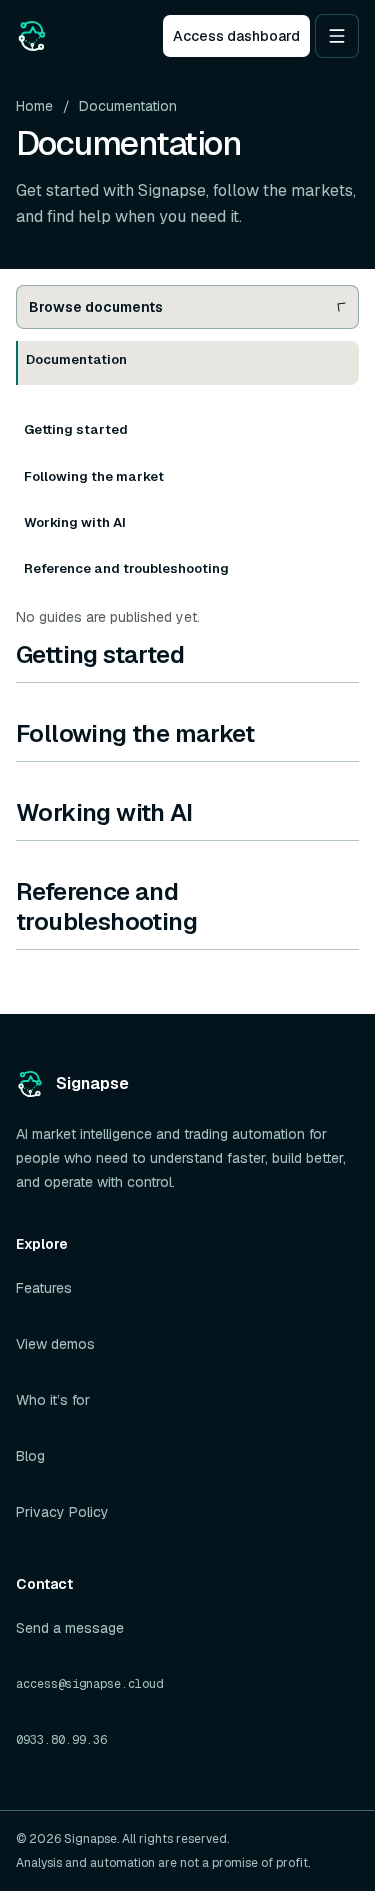 Access dashboard
Home / Documentation
Documentation
Get started with Signapse, follow the markets,
and find help when you need it.
Browse documents
Documentation
Getting started
Following the market
Working with AI
Reference and troubleshooting
No guides are published yet.
Getting started
Following the market
Working with AI
Reference and
troubleshooting
Signapse
AI market intelligence and trading automation for
people who need to understand faster, build better,
and operate with control.
Explore
Features
View demos
Who it's for
Blog
Privacy Policy
Contact
Send a message
access@signapse.cloud
0933.80.99.36
© 2026 Signapse. All rights reserved.
Analysis and automation are not a promise of profit.